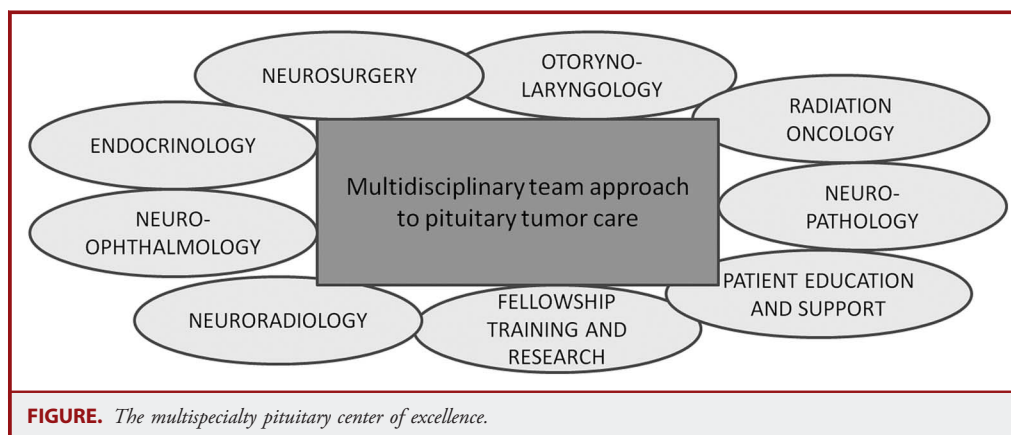 NEUROSURGERY
OTORYNO-
LARYNGOLOGY
RADIATION
ONCOLOGY
ENDOCRINOLOGY
Multidisciplinary team approach
to pituitary tumor care
NEURO-
PATHOLOGY
NEURO-
OPHTHALMOLOGY
PATIENT EDUCATION
AND SUPPORT
NEURORADIOLOGY
FELLOWSHIP
TRAINING AND
RESEARCH
FIGURE. The multispecialty pituitary center of excellence.